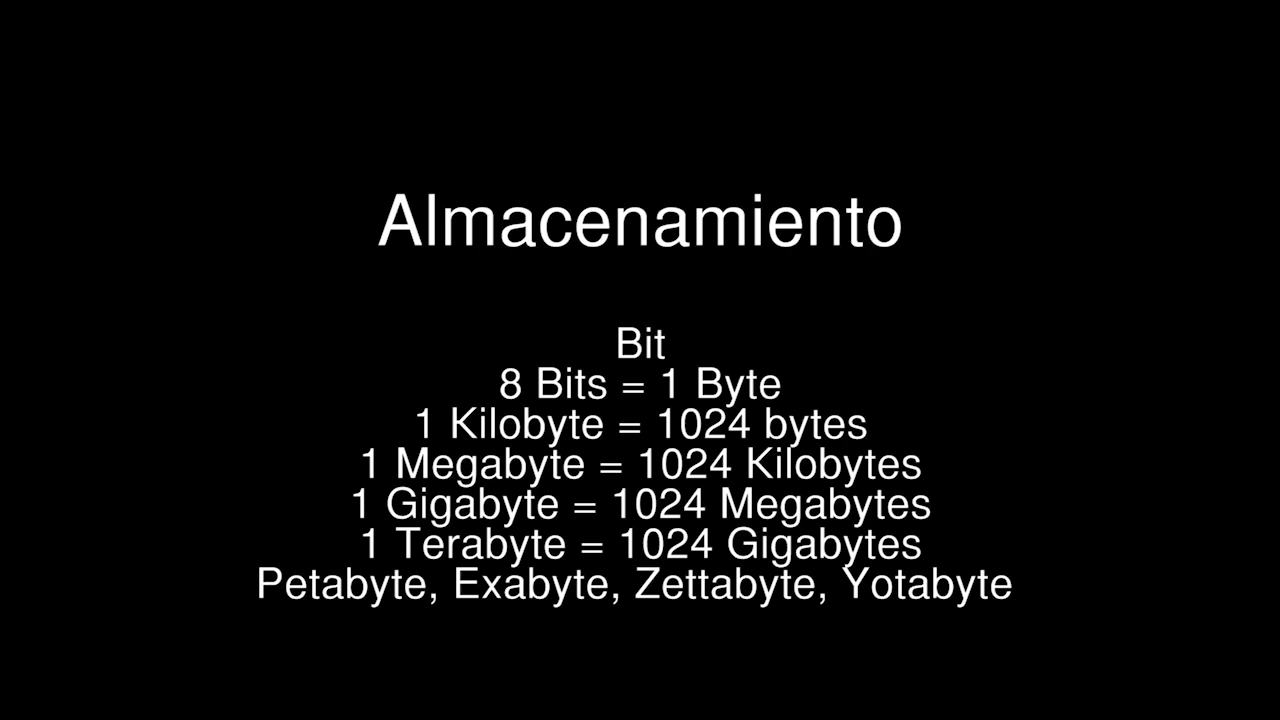 Almacenamiento
Bit
8 Bits = 1 Byte
1 Kilobyte = 1024 bytes
1 Megabyte = 1024 Kilobytes
1 Gigabyte = 1024 Megabytes
1 Terabyte = 1024 Gigabytes
Petabyte, Exabyte, Zettabyte, Yotabyte